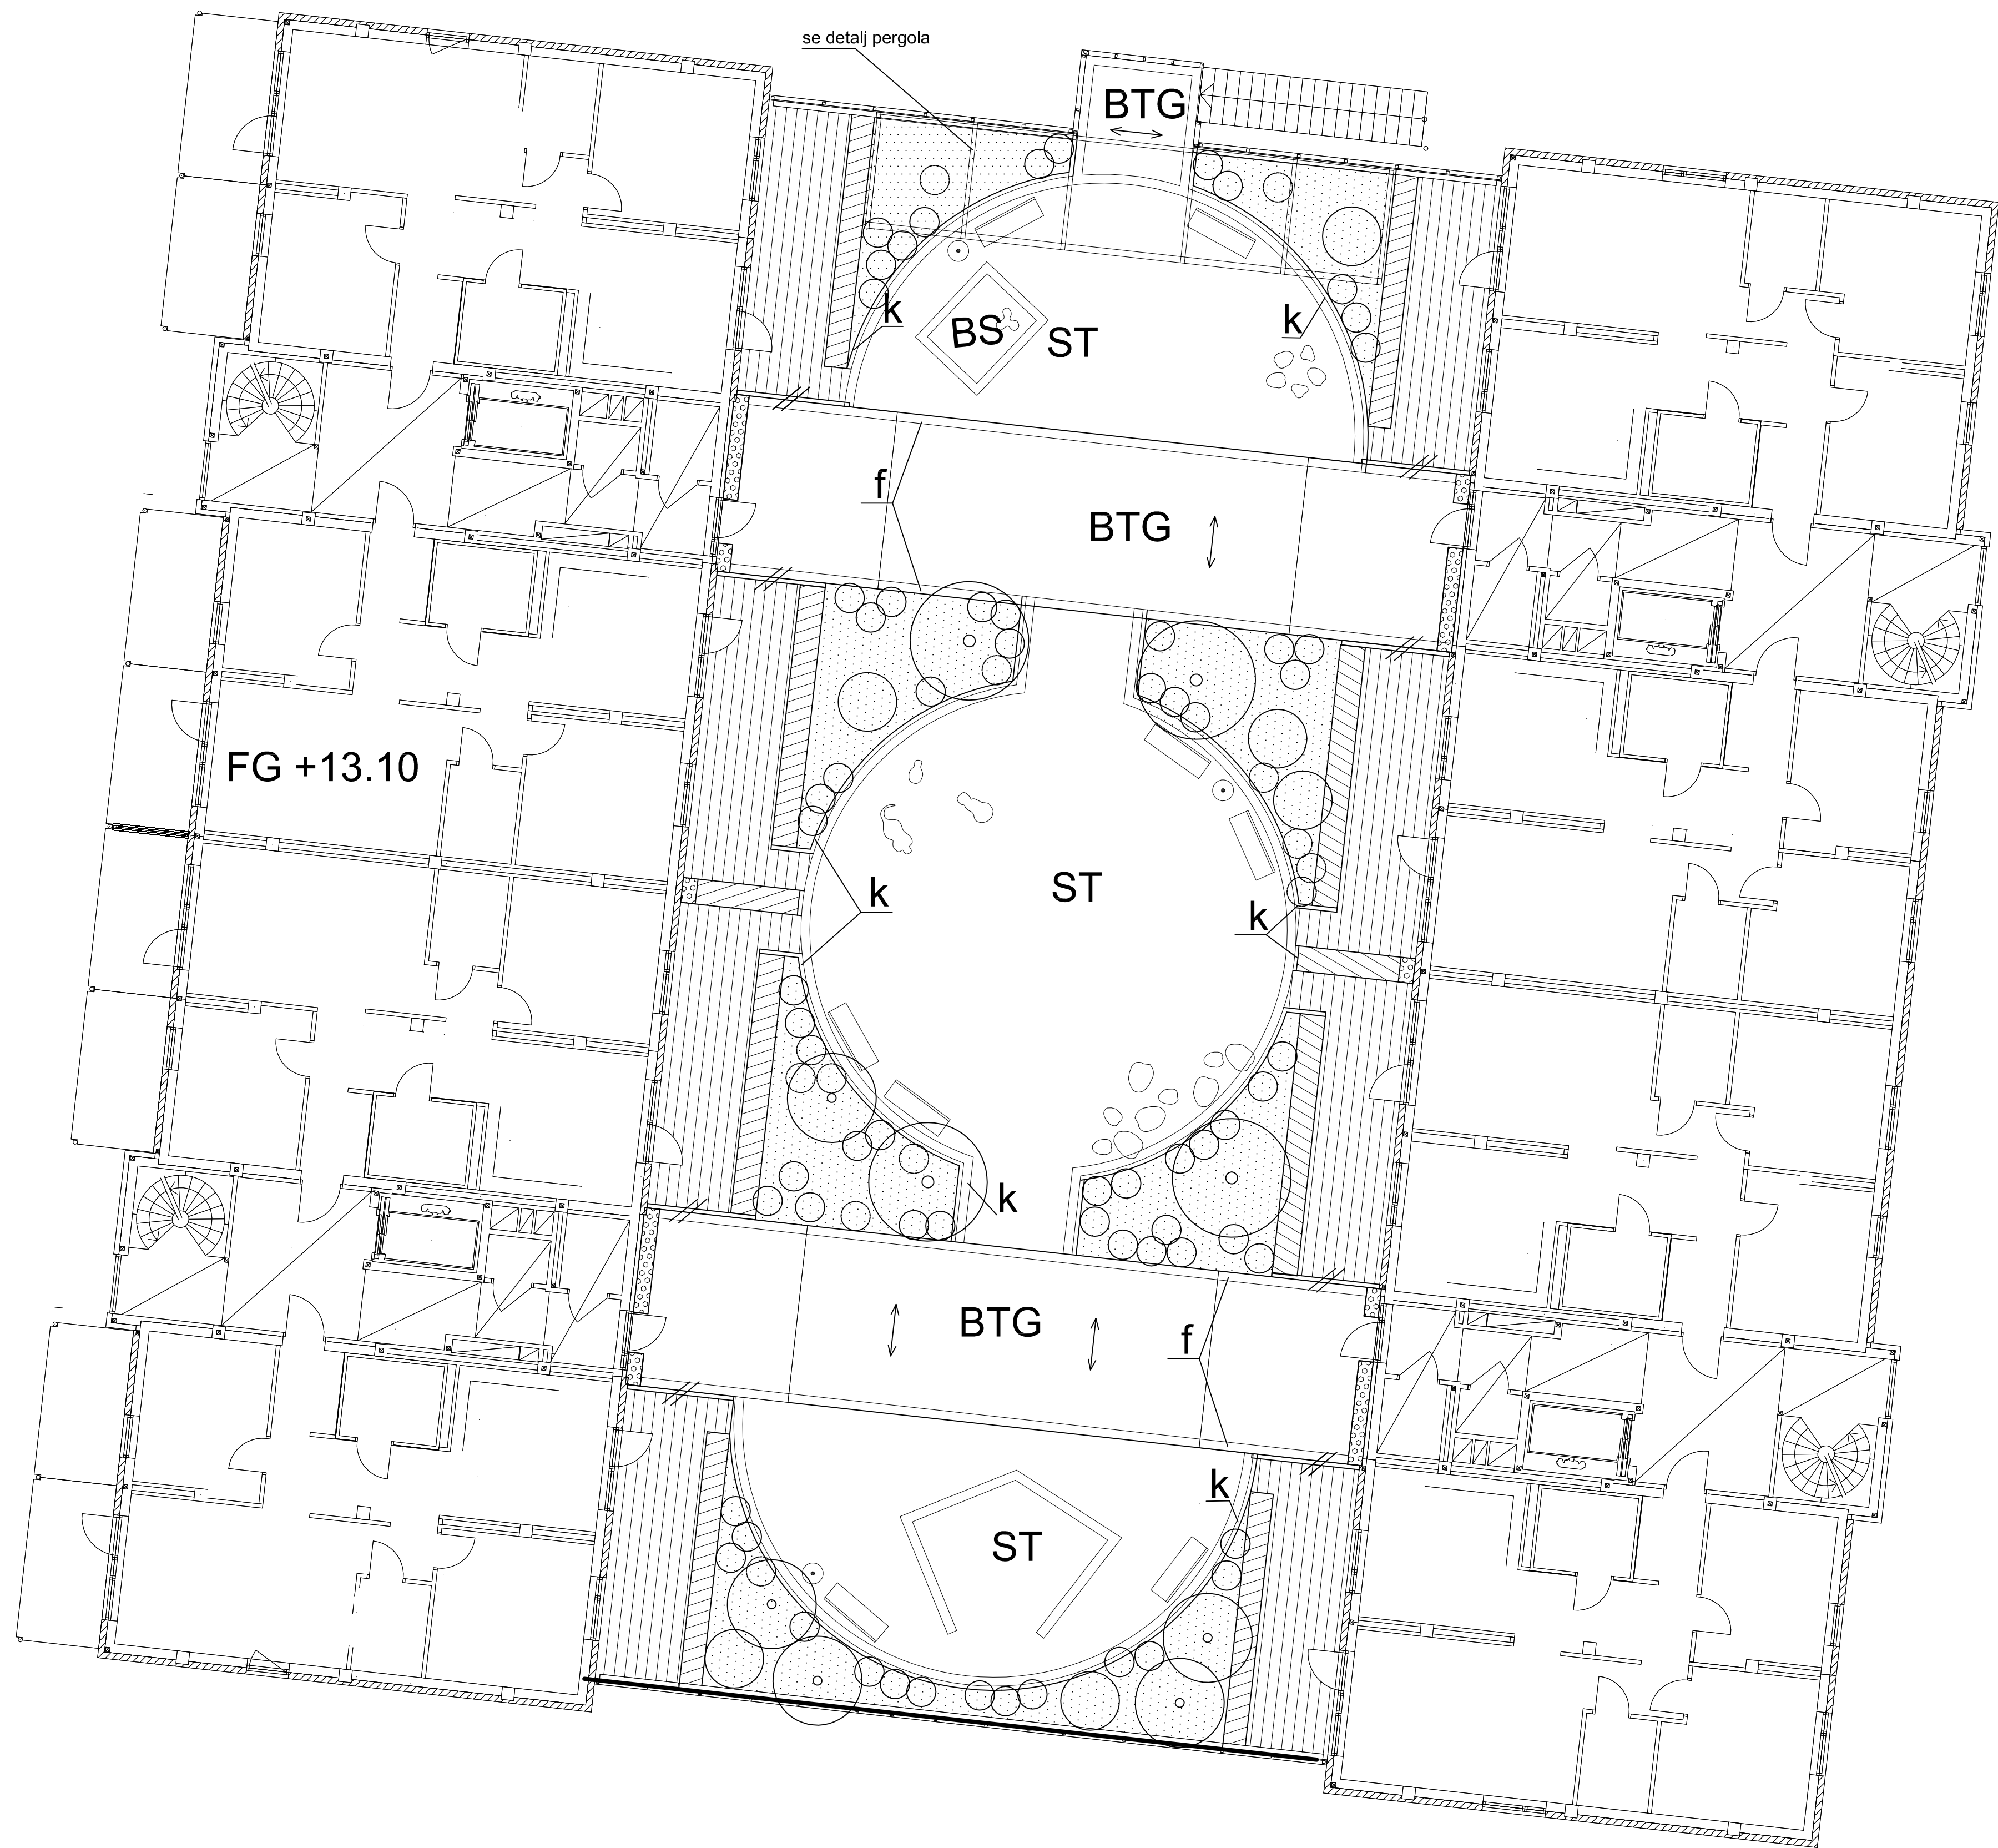 se detalj pergola
BTG
k
k
BS
ST
f
BTG
FG +13.10
ST
k
k
k
BTG
f
k
ST